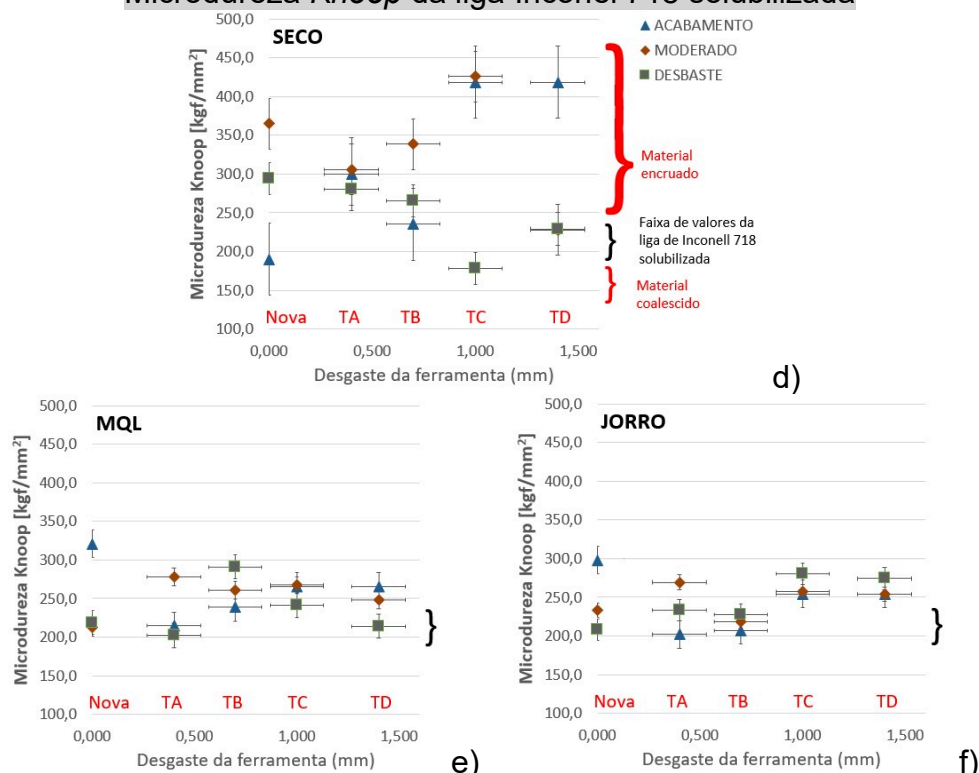 Microdureza Knoop da liga Inconell 718 solubilizada
SECO
Microdureza Knoop [kgf/mm²]
500,0
450,0
400,0
350,0
300,0
250,0
200,0
150,0
100,0
Nova TA TB TC TD
0,000 0,500 1,000 1,500
Desgaste da ferramenta (mm)
ACABAMENTO
MODERADO
DESBASTE
Material
encruado
Faixa de valores da
liga de Inconell 718
solubilizada
Material
coalescido
d)
MQL
Microdureza Knoop [kgf/mm²]
500,0
450,0
400,0
350,0
300,0
250,0
200,0
150,0
100,0
Nova TA TB TC TD
0,000 0,500 1,000 1,500
Desgaste da ferramenta (mm)
e)
JORRO
Microdureza Knoop [kgf/mm²]
500,0
450,0
400,0
350,0
300,0
250,0
200,0
150,0
100,0
Nova TA TB TC TD
0,000 0,500 1,000 1,500
Desgaste da ferramenta (mm)
f)